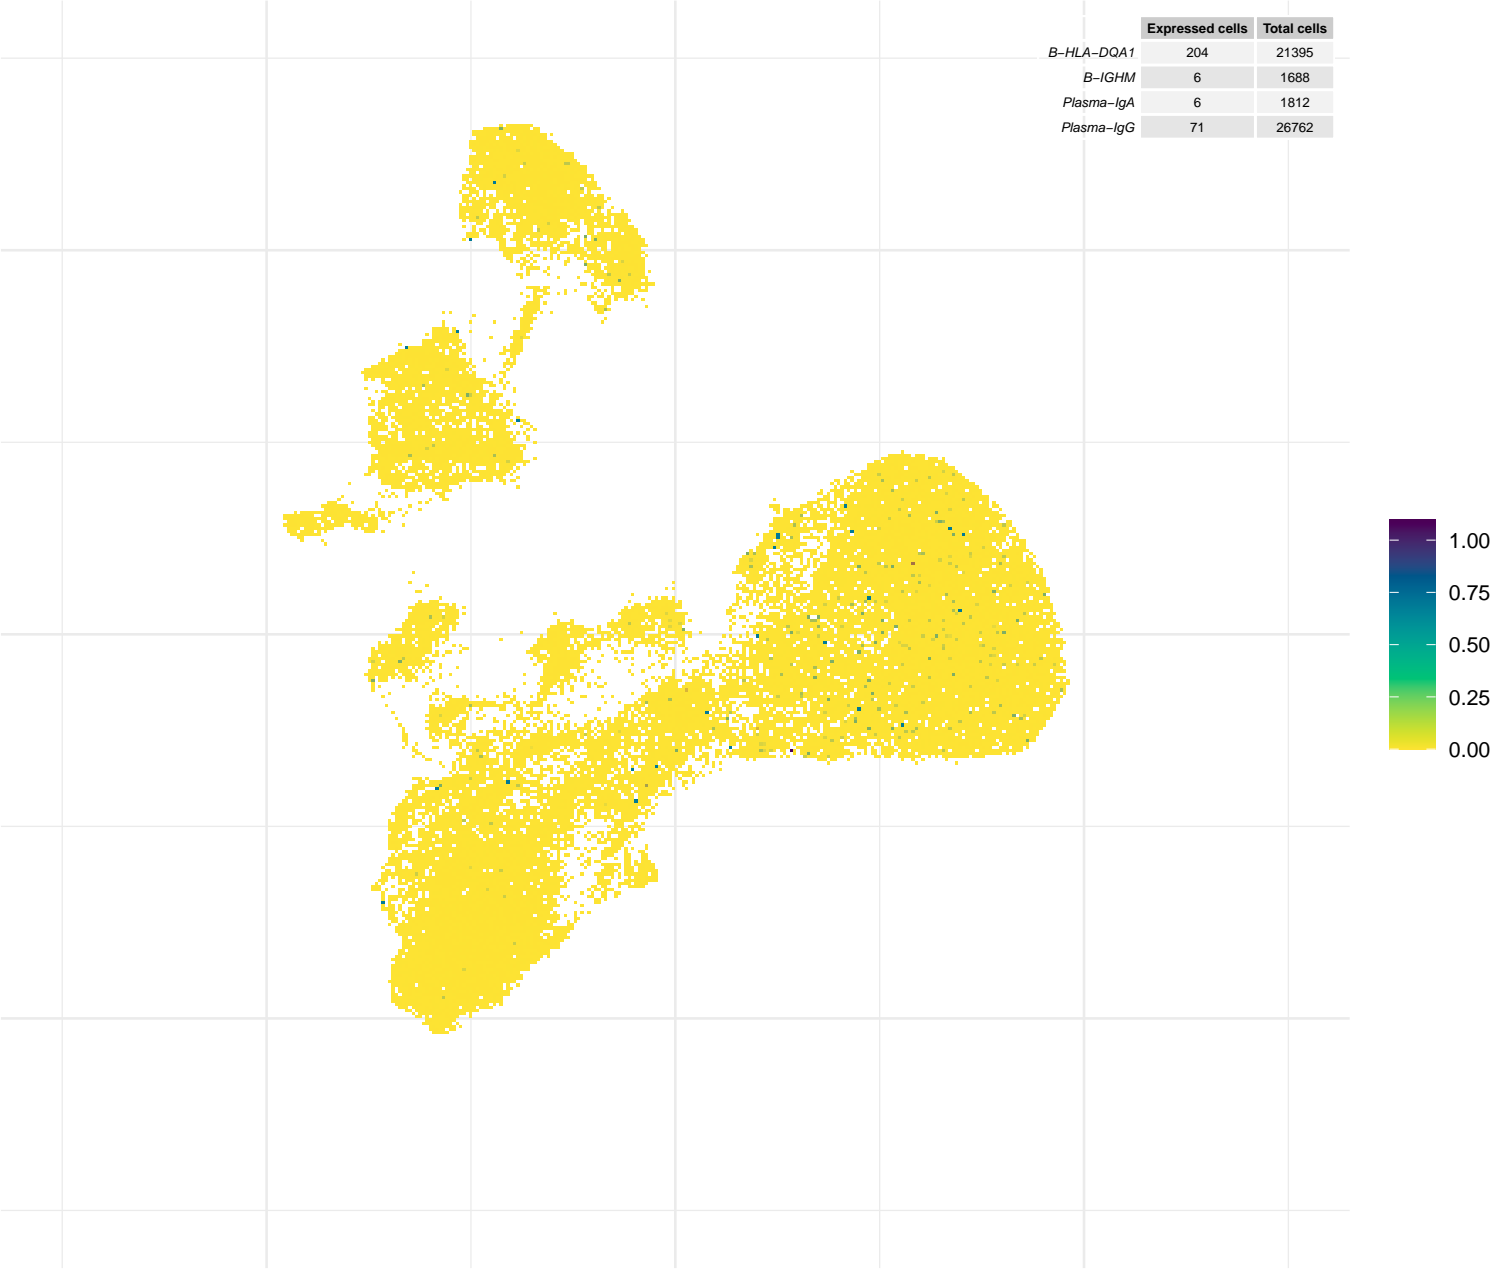 Expressed cells Total cells
B−HLA−DQA1 204 21395
B−IGHM 6 1688
Plasma−IgA 6 1812
Plasma−IgG 71 26762
1.00
0.75
0.50
0.25
0.00